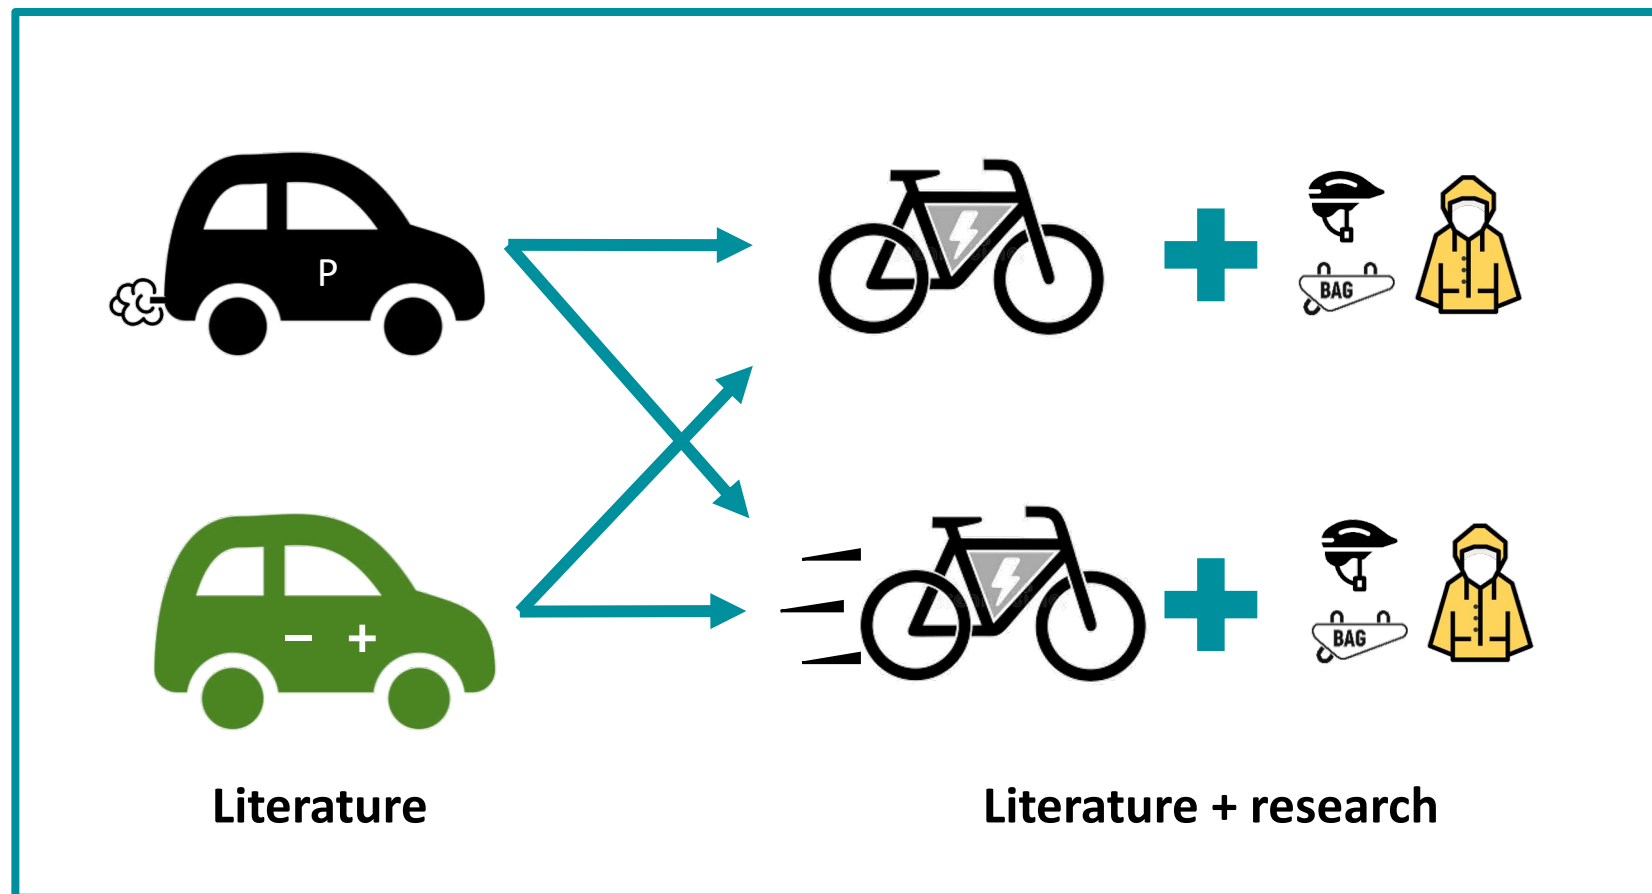 P
BAG
− +
BAG
Literature
Literature + research